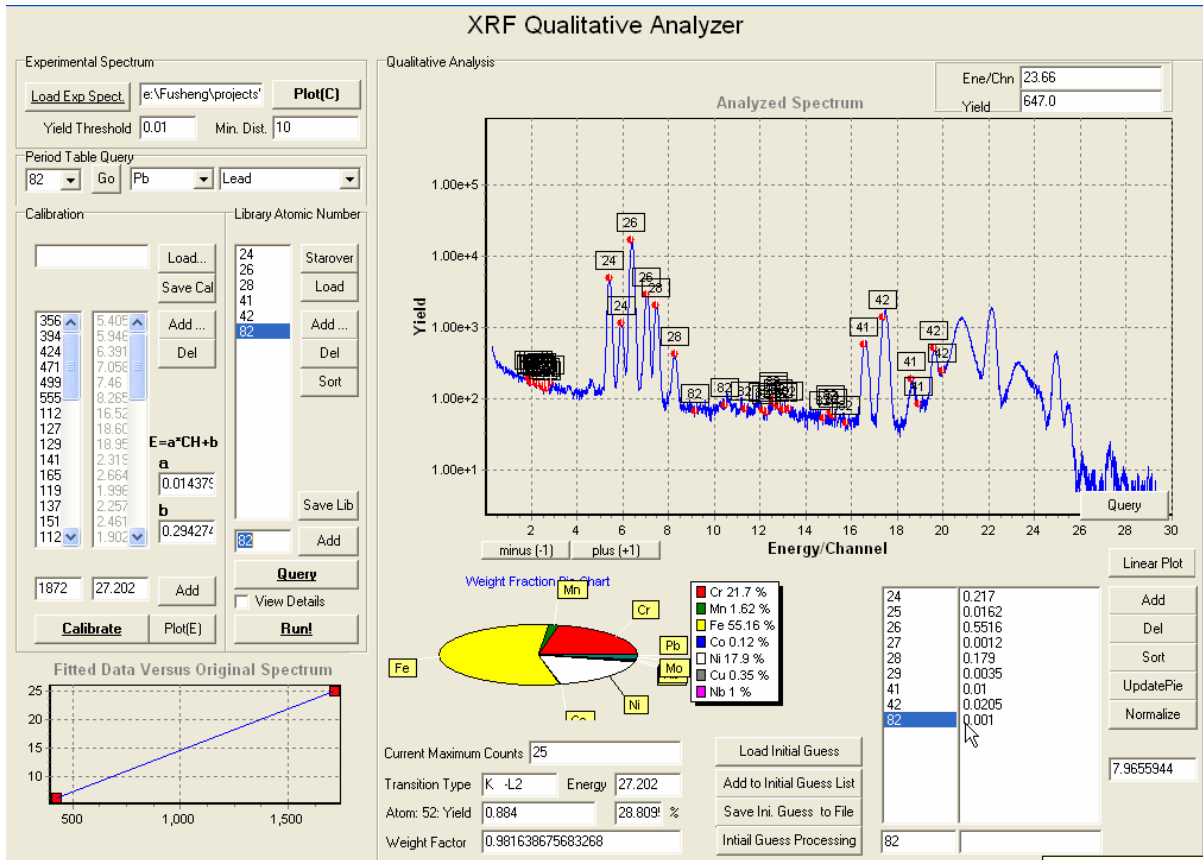 XRF Qualitative Analyzer
Experimental Spectrum
Load Exp Spect. e:\Fusheng\projects' Plot(C)
Yield Threshold 0.01 Min. Dist. 10
Period Table Query
82 Go Pb Lead
Calibration
Load...
Save Cal
356 5.405
394 5.946
424 6.391
471 7.058
499 7.46
555 8.265
112 16.52
127 18.60
129 18.95
141 2.319
165 2.664
119 1.996
137 2.257
151 2.461
112 1.902
Add ...
Del
E=a*CH+b
a
0.014379
b
0.294274
1872 27.202 Add
Calibrate Plot(E)
Library Atomic Number
24
26
28
41
42
82
Starover
Load
Add ...
Del
Sort
Save Lib
82 Add
Query
View Details
Run!
Fitted Data Versus Original Spectrum
25
20
15
10
500 1,000 1,500
Qualitative Analysis
Ene/Chn 23.66
Yield 647.0
Analyzed Spectrum
Yield
1.00e+5
1.00e+4
1.00e+3
1.00e+2
1.00e+1
24
24
26
26
28
28
82
82
82
82
41
42
41
41
42
42
2 4 6 8 10 12 14 16 18 20 22 24 26 28 30
Energy/Channel
Query
minus (-1) plus (+1)
Linear Plot
Weight Fraction Pie Chart
Mn
Cr
Pb
Mo
Ni
Co
Fe
Cr 21.7 %
Mn 1.62 %
Fe 55.16 %
Co 0.12 %
Ni 17.9 %
Cu 0.35 %
Nb 1 %
24 0.217
25 0.0162
26 0.5516
27 0.0012
28 0.179
29 0.0035
41 0.01
42 0.0205
82 0.001
Add
Del
Sort
UpdatePie
Normalize
7.9655944
Current Maximum Counts 25
Transition Type K -L2 Energy 27.202
Atom: 52: Yield 0.884 28.809 %
Weight Factor 0.981638675683268
Load Initial Guess
Add to Initial Guess List
Save Ini. Guess to File
Intiail Guess Processing
82